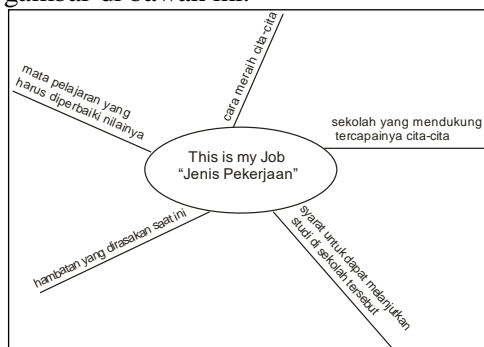 gambar di bawah ini.
cara meraih cita-cita
mata pelajaran yang
harus diperbaiki nilainya
sekolah yang mendukung
tercapainya cita-cita
This is my Job
“Jenis Pekerjaan”
hambatan yang dirasakan saat ini
syarat untuk dapat melanjutkan
studi di sekolah tersebut